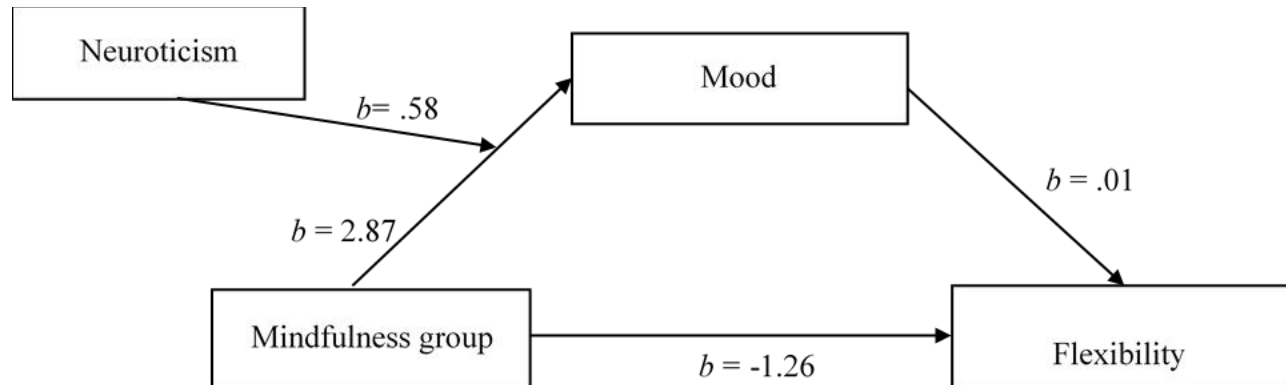 Neuroticism
Mood
b= .58
b = .01
b = 2.87
Mindfulness group
Flexibility
b = -1.26